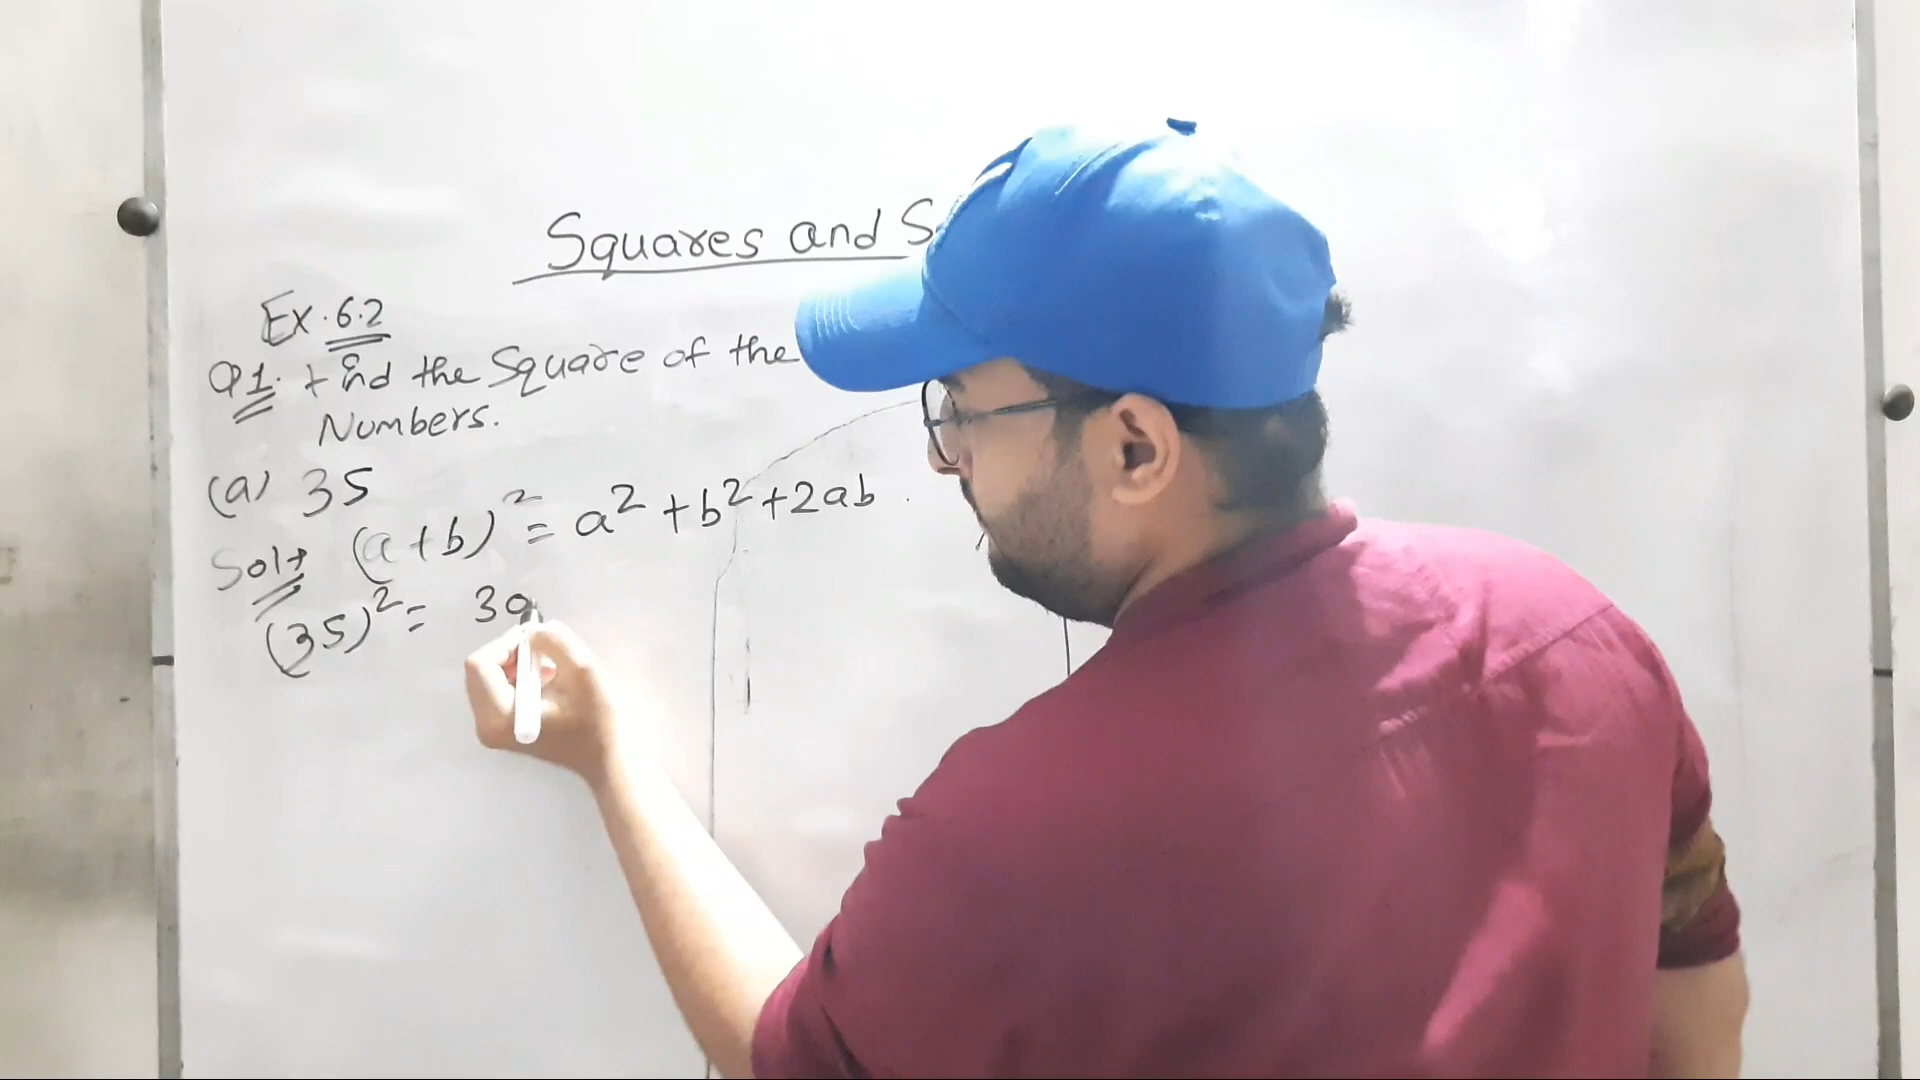 Squares and S
Ex. 6.2
Q1. Find the Square of the
Numbers.
(a) 35
Sol+ (a+b)² = a² + b² + 2ab.
(35)² = 30